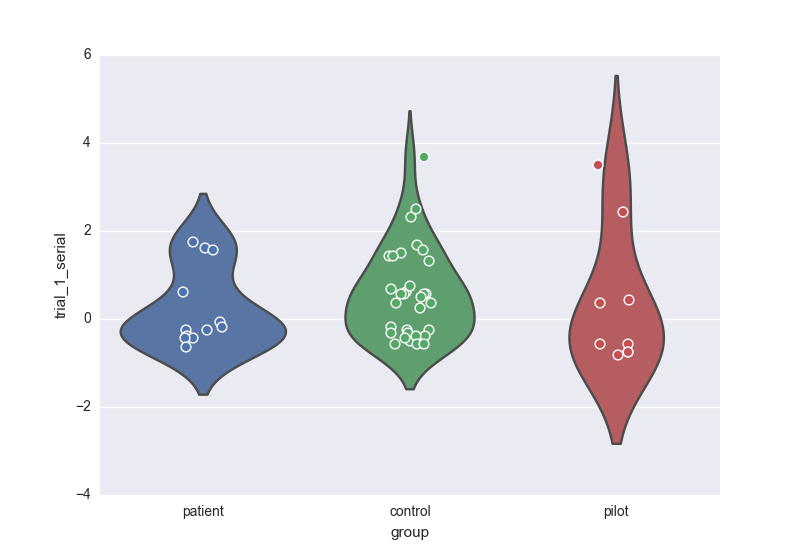 6
4
2
0
−2
−4
trial_1_serial
patient control pilot
group